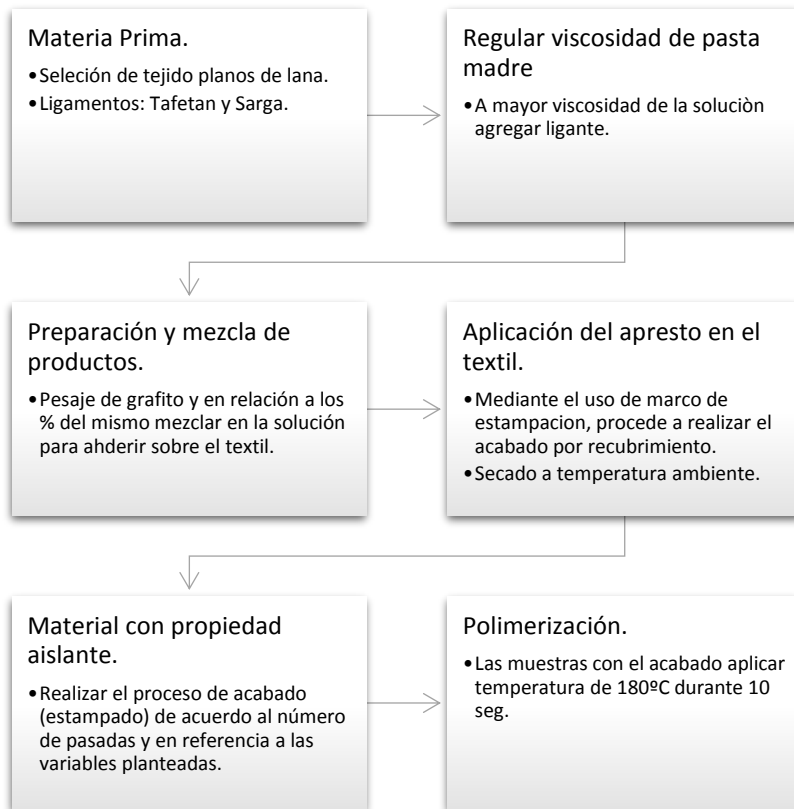 Materia Prima.
•Seleción de tejido planos de lana.
•Ligamentos: Tafetan y Sarga.
Regular viscosidad de pasta
madre
•A mayor viscosidad de la soluciòn
agregar ligante.
Preparación y mezcla de
productos.
•Pesaje de grafito y en relación a los
% del mismo mezclar en la solución
para ahderir sobre el textil.
Aplicación del apresto en el
textil.
•Mediante el uso de marco de
estampacion, procede a realizar el
acabado por recubrimiento.
•Secado a temperatura ambiente.
Material con propiedad
aislante.
•Realizar el proceso de acabado
(estampado) de acuerdo al número
de pasadas y en referencia a las
variables planteadas.
Polimerización.
•Las muestras con el acabado aplicar
temperatura de 180ºC durante 10
seg.